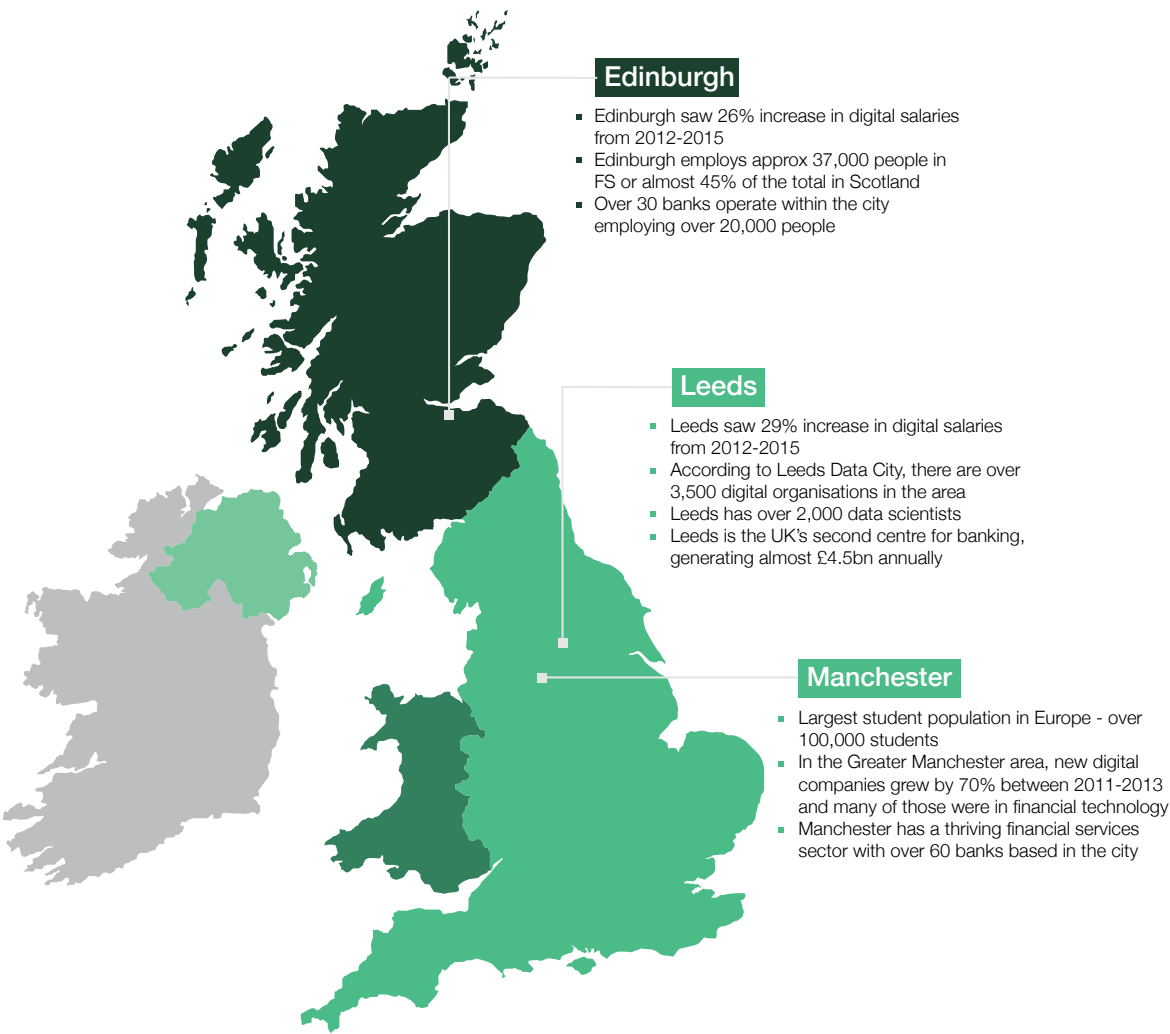 Edinburgh
▪ Edinburgh saw 26% increase in digital salaries
from 2012-2015
▪ Edinburgh employs approx 37,000 people in
FS or almost 45% of the total in Scotland
▪ Over 30 banks operate within the city
employing over 20,000 people
Leeds
▪ Leeds saw 29% increase in digital salaries
from 2012-2015
▪ According to Leeds Data City, there are over
3,500 digital organisations in the area
▪ Leeds has over 2,000 data scientists
▪ Leeds is the UK's second centre for banking,
generating almost £4.5bn annually
Manchester
▪ Largest student population in Europe - over
100,000 students
▪ In the Greater Manchester area, new digital
companies grew by 70% between 2011-2013
and many of those were in financial technology
▪ Manchester has a thriving financial services
sector with over 60 banks based in the city